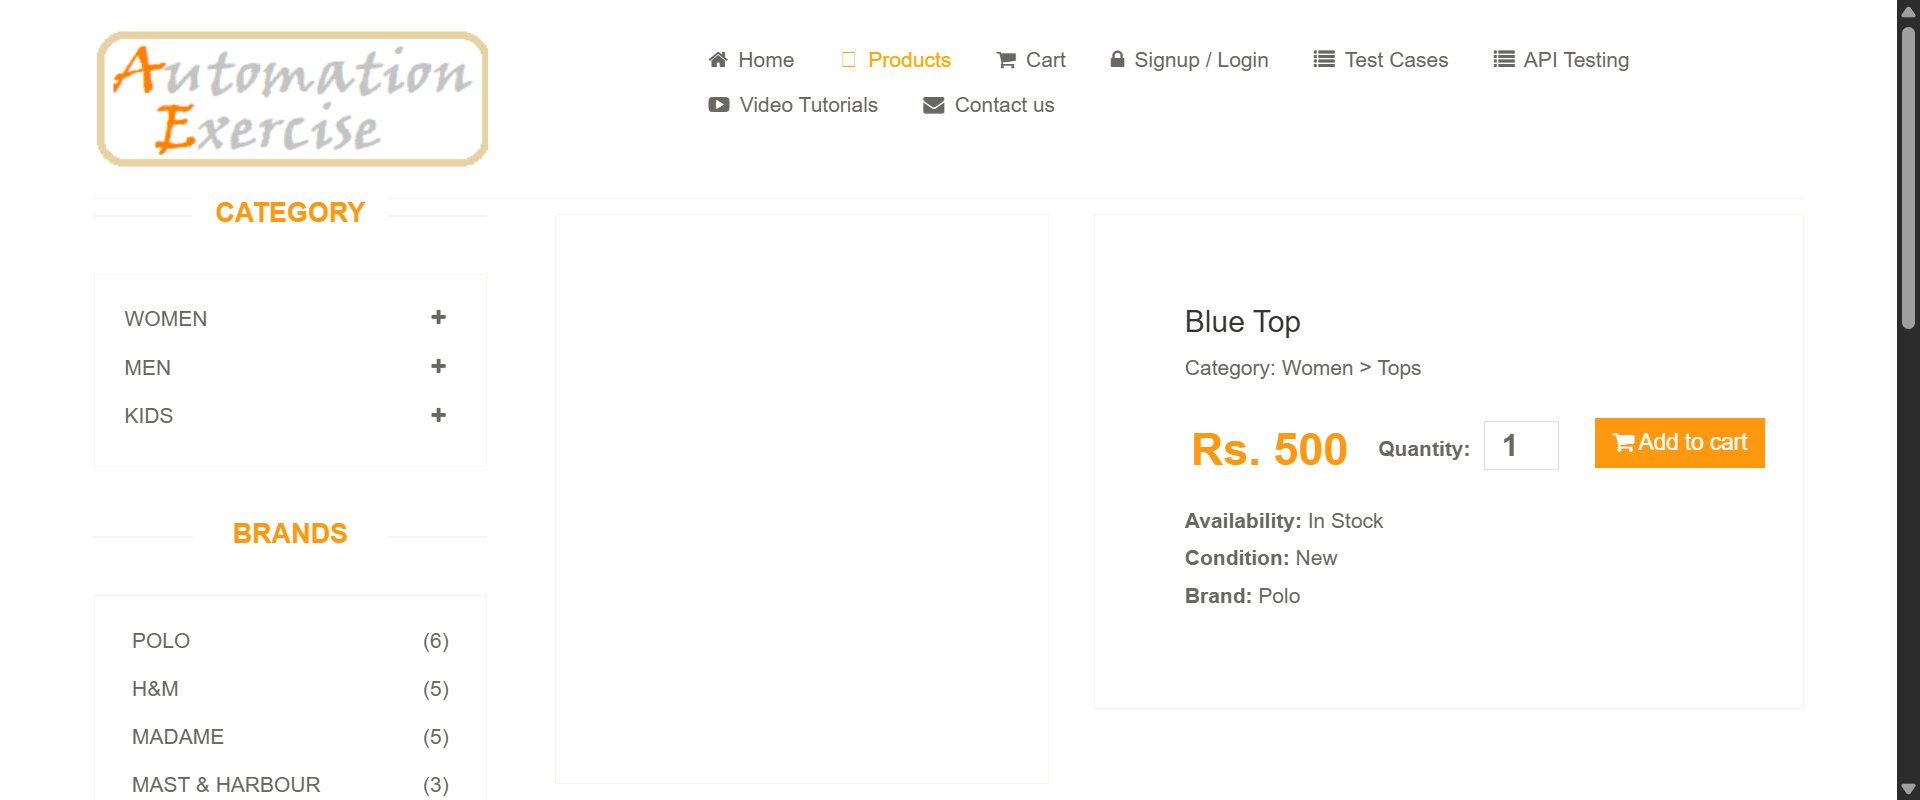 Automation
Exercise
Home
Products
Cart
Signup / Login
Test Cases
API Testing
Video Tutorials
Contact us
CATEGORY
WOMEN
MEN
KIDS
BRANDS
POLO (6)
H&M (5)
MADAME (5)
MAST & HARBOUR (3)
Blue Top
Category: Women > Tops
Rs. 500 Quantity: 1 Add to cart
Availability: In Stock
Condition: New
Brand: Polo